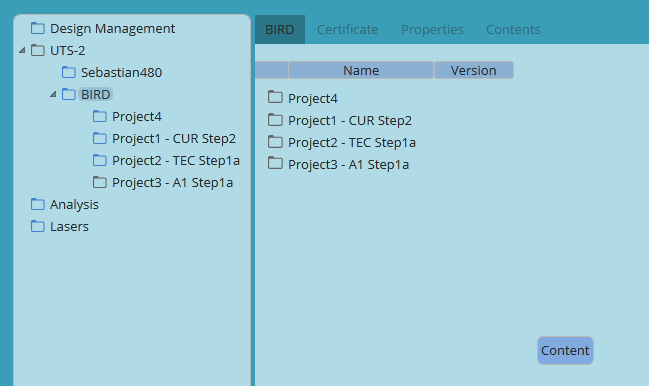 Design Management
UTS-2
Sebastian480
BIRD
Project4
Project1 - CUR Step2
Project2 - TEC Step1a
Project3 - A1 Step1a
Analysis
Lasers
BIRD Certificate Properties Contents
Name Version
Project4
Project1 - CUR Step2
Project2 - TEC Step1a
Project3 - A1 Step1a
Content